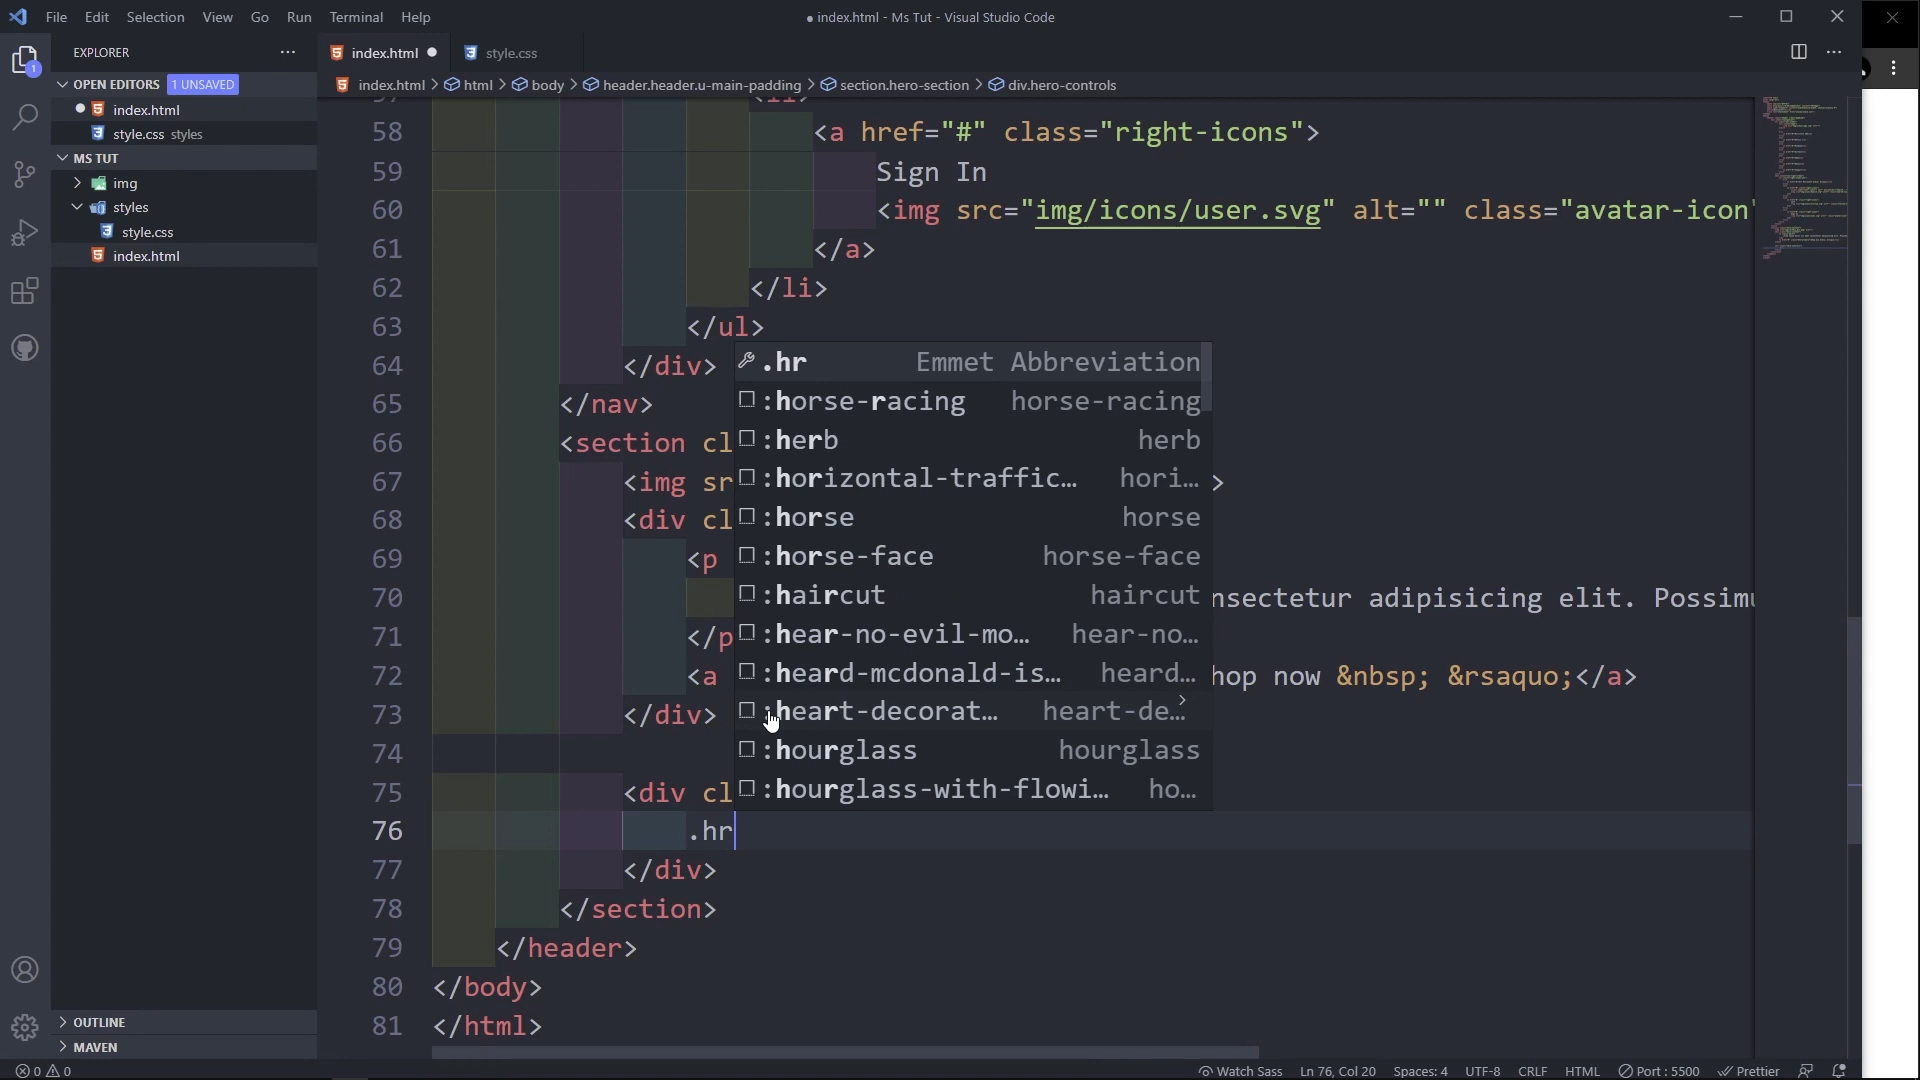 File Edit Selection View Go Run Terminal Help
● index.html - Ms Tut - Visual Studio Code
EXPLORER
index.html
style.css
OPEN EDITORS 1 UNSAVED
index.html > html > body > header.header.u-main-padding > section.hero-section > div.hero-controls
index.html
style.css styles
MS TUT
img
styles
style.css
index.html
OUTLINE
MAVEN
1
58 <a href="#" class="right-icons">
59 Sign In
60 <img src="img/icons/user.svg" alt="" class="avatar-icon"
61 </a>
62 </li>
63 </ul>
64 </div>
65 </nav>
66 <section cl
67 <img sr >
68 <div cl
69 <p
70 nsectetur adipisicing elit. Possimu
71 </p
72 <a hop now &nbsp; &rsaquo;</a>
73 </div>
74
75 <div cl
76 .hr
77 </div>
78 </section>
79 </header>
80 </body>
81 </html>
.hr Emmet Abbreviation
:horse-racing horse-racing
:herb herb
:horizontal-traffic… hori…
:horse horse
:horse-face horse-face
:haircut haircut
:hear-no-evil-mo… hear-no…
:heard-mcdonald-is… heard…
:heart-decorat… heart-de…
:hourglass hourglass
:hourglass-with-flowi… ho…
0 0
Watch Sass Ln 76, Col 20 Spaces: 4 UTF-8 CRLF HTML Port : 5500 Prettier